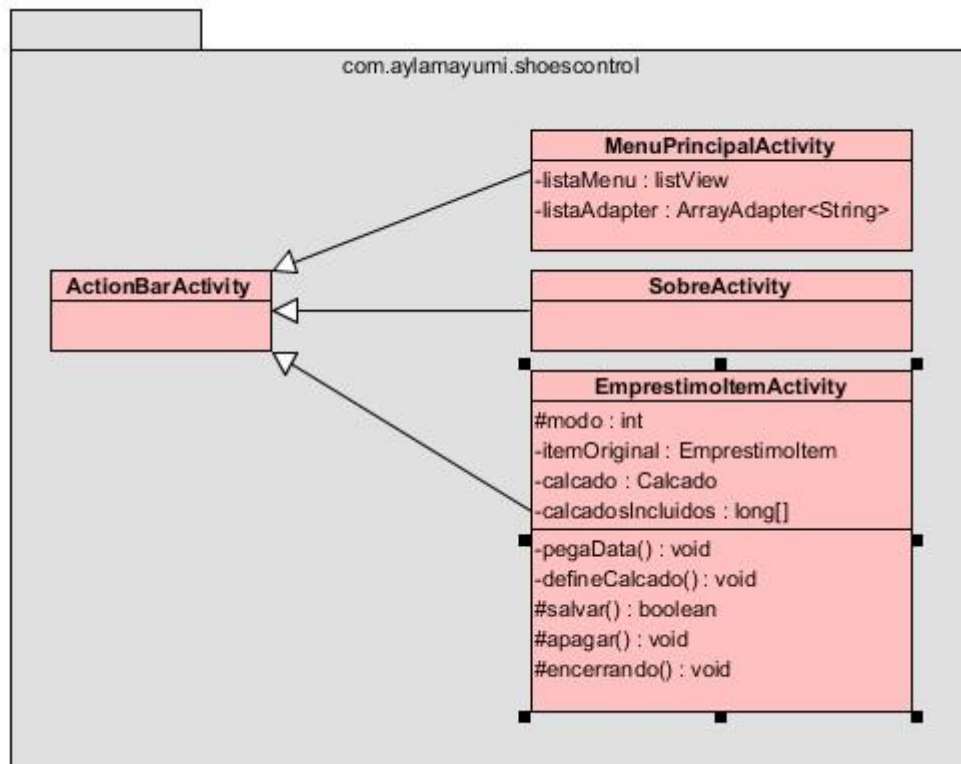 com.aylamayumi.shoescontrol
MenuPrincipalActivity
-listaMenu : listView
-listaAdapter : ArrayAdapter<String>
ActionBarActivity
SobreActivity
EmprestimoItemActivity
#modo : int
-itemOriginal : EmprestimoItem
-calcado : Calcado
-calcadosIncluidos : long[]
-pegaData() : void
-defineCalcado() : void
#salvar() : boolean
#apagar() : void
#encerrando() : void